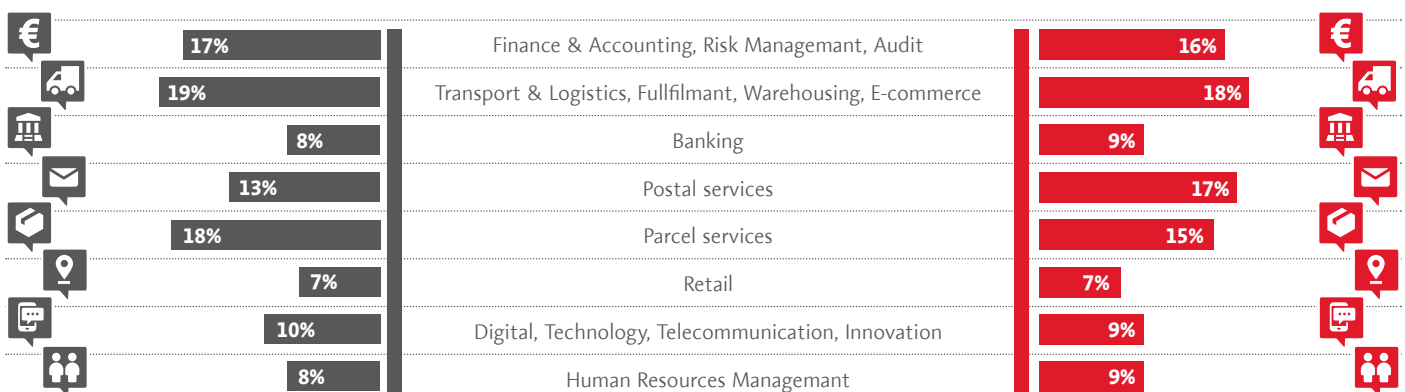 € 17% Finance & Accounting, Risk Managemant, Audit 16% €
19% Transport & Logistics, Fullfilmant, Warehousing, E-commerce 18%
8% Banking 9%
13% Postal services 17%
18% Parcel services 15%
7% Retail 7%
10% Digital, Technology, Telecommunication, Innovation 9%
8% Human Resources Management 9%